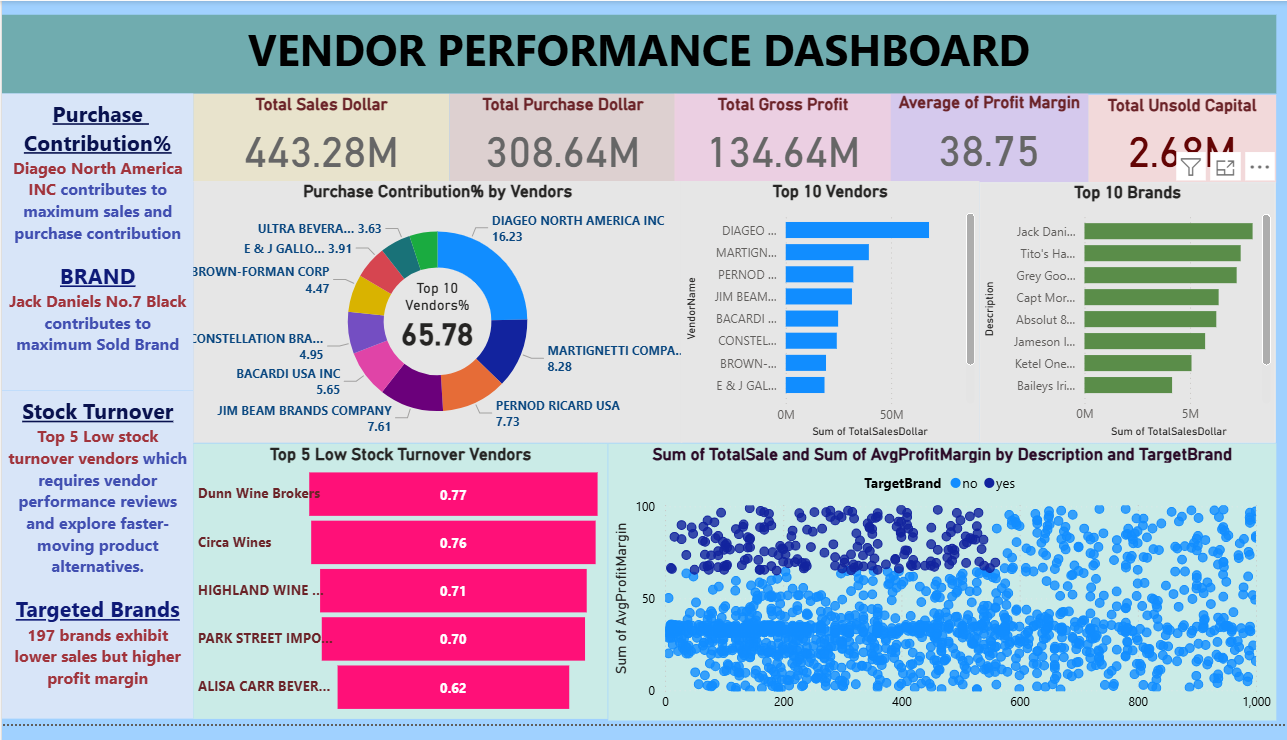 VENDOR PERFORMANCE DASHBOARD
Purchase
Contribution%
Diageo North America
INC contributes to
maximum sales and
purchase contribution
BRAND
Jack Daniels No.7 Black
contributes to
maximum Sold Brand
Stock Turnover
Top 5 Low stock
turnover vendors which
requires vendor
performance reviews
and explore faster-
moving product
alternatives.
Targeted Brands
197 brands exhibit
lower sales but higher
profit margin
Total Sales Dollar
443.28M
Total Purchase Dollar
308.64M
Total Gross Profit
134.64M
Average of Profit Margin
38.75
Total Unsold Capital
2.68M
Purchase Contribution% by Vendors
DIAGEO NORTH AMERICA INC
16.23
MARTIGNETTI COMPA..
8.28
PERNOD RICARD USA
7.73
JIM BEAM BRANDS COMPANY
7.61
BACARDI USA INC
5.65
CONSTELLATION BRA...
4.95
BROWN-FORMAN CORP
4.47
E & J GALLO... 3.91
ULTRA BEVERA... 3.63
Top 10
Vendors%
65.78
Top 10 Vendors
VendorName
DIAGEO ...
MARTIGN...
PERNOD ...
JIM BEAM...
BACARDI ...
CONSTEL...
BROWN-...
E & J GAL...
0M 50M
Sum of TotalSalesDollar
Top 10 Brands
Description
Jack Dani...
Tito's Ha...
Grey Goo...
Capt Mor...
Absolut 8...
Jameson I...
Ketel One...
Baileys Iri...
0M 5M
Sum of TotalSalesDollar
Top 5 Low Stock Turnover Vendors
Dunn Wine Brokers 0.77
Circa Wines 0.76
HIGHLAND WINE ... 0.71
PARK STREET IMPO... 0.70
ALISA CARR BEVER... 0.62
Sum of TotalSale and Sum of AvgProfitMargin by Description and TargetBrand
TargetBrand no yes
Sum of AvgProfitMargin
100
50
0
0 200 400 600 800 1,000